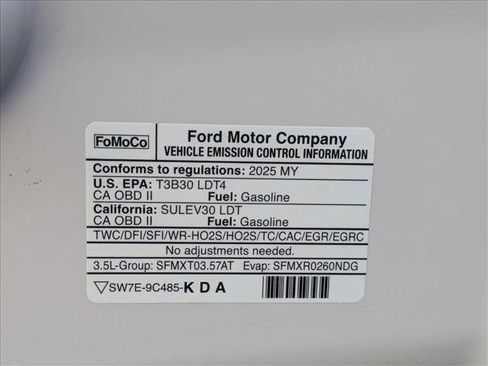 FoMoCo
Ford Motor Company
VEHICLE EMISSION CONTROL INFORMATION
Conforms to regulations: 2025 MY
U.S. EPA: T3B30 LDT4
CA OBD II Fuel: Gasoline
California: SULEV30 LDT
CA OBD II Fuel: Gasoline
TWC/DFI/SFI/WR-HO2S/HO2S/TC/CAC/EGR/EGRC
No adjustments needed.
3.5L-Group: SFMXT03.57AT Evap: SFMXR0260NDG
▽SW7E-9C485-KDA